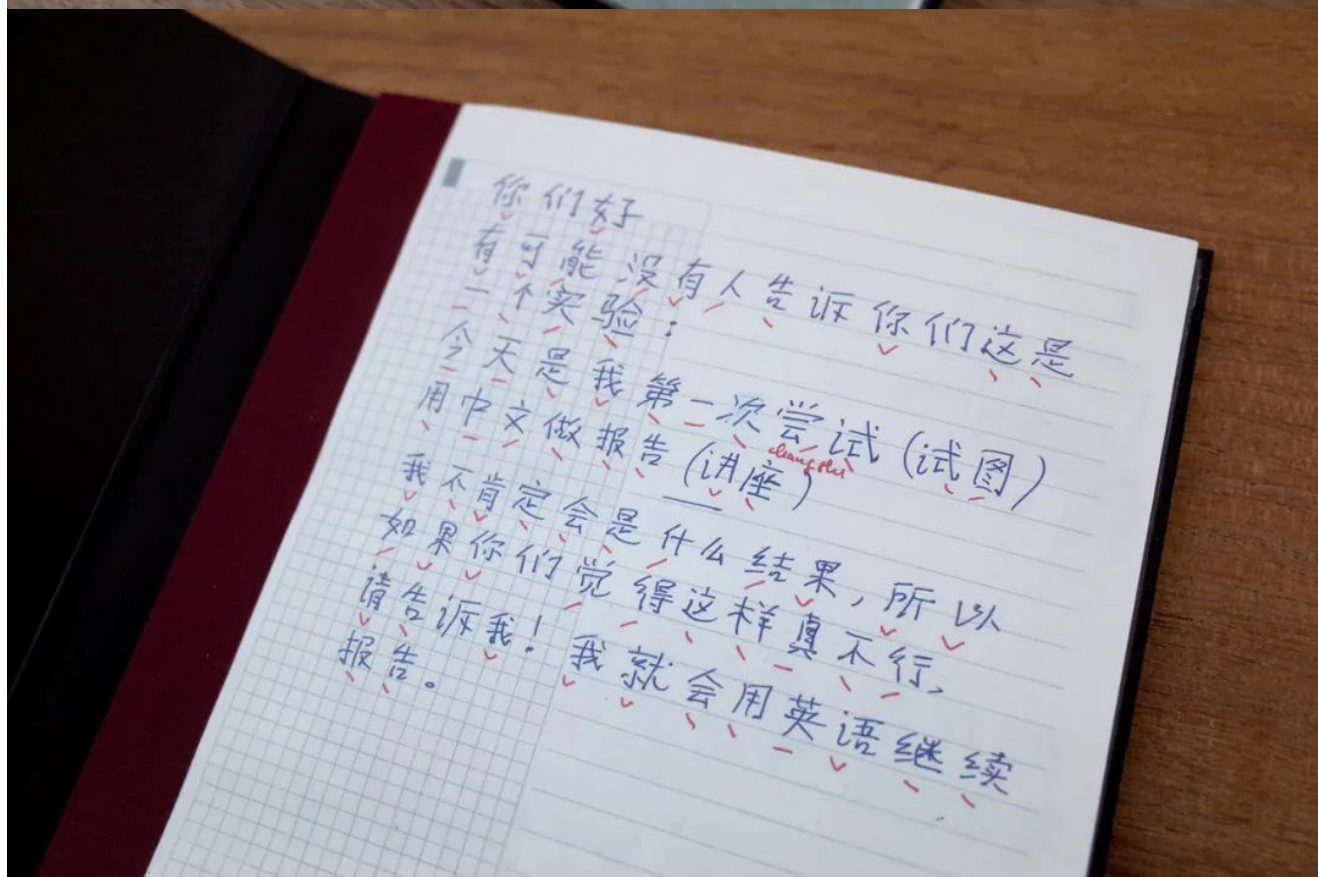 你们好
有可能没有人告诉你们这是
一个实验：
今天是我第一次尝试(试图)
chángshì
用中文做报告(讲座)
我不肯定会是什么结果,所以
如果你们觉得这样真不行,
请告诉我！我就会用英语继续
报告。